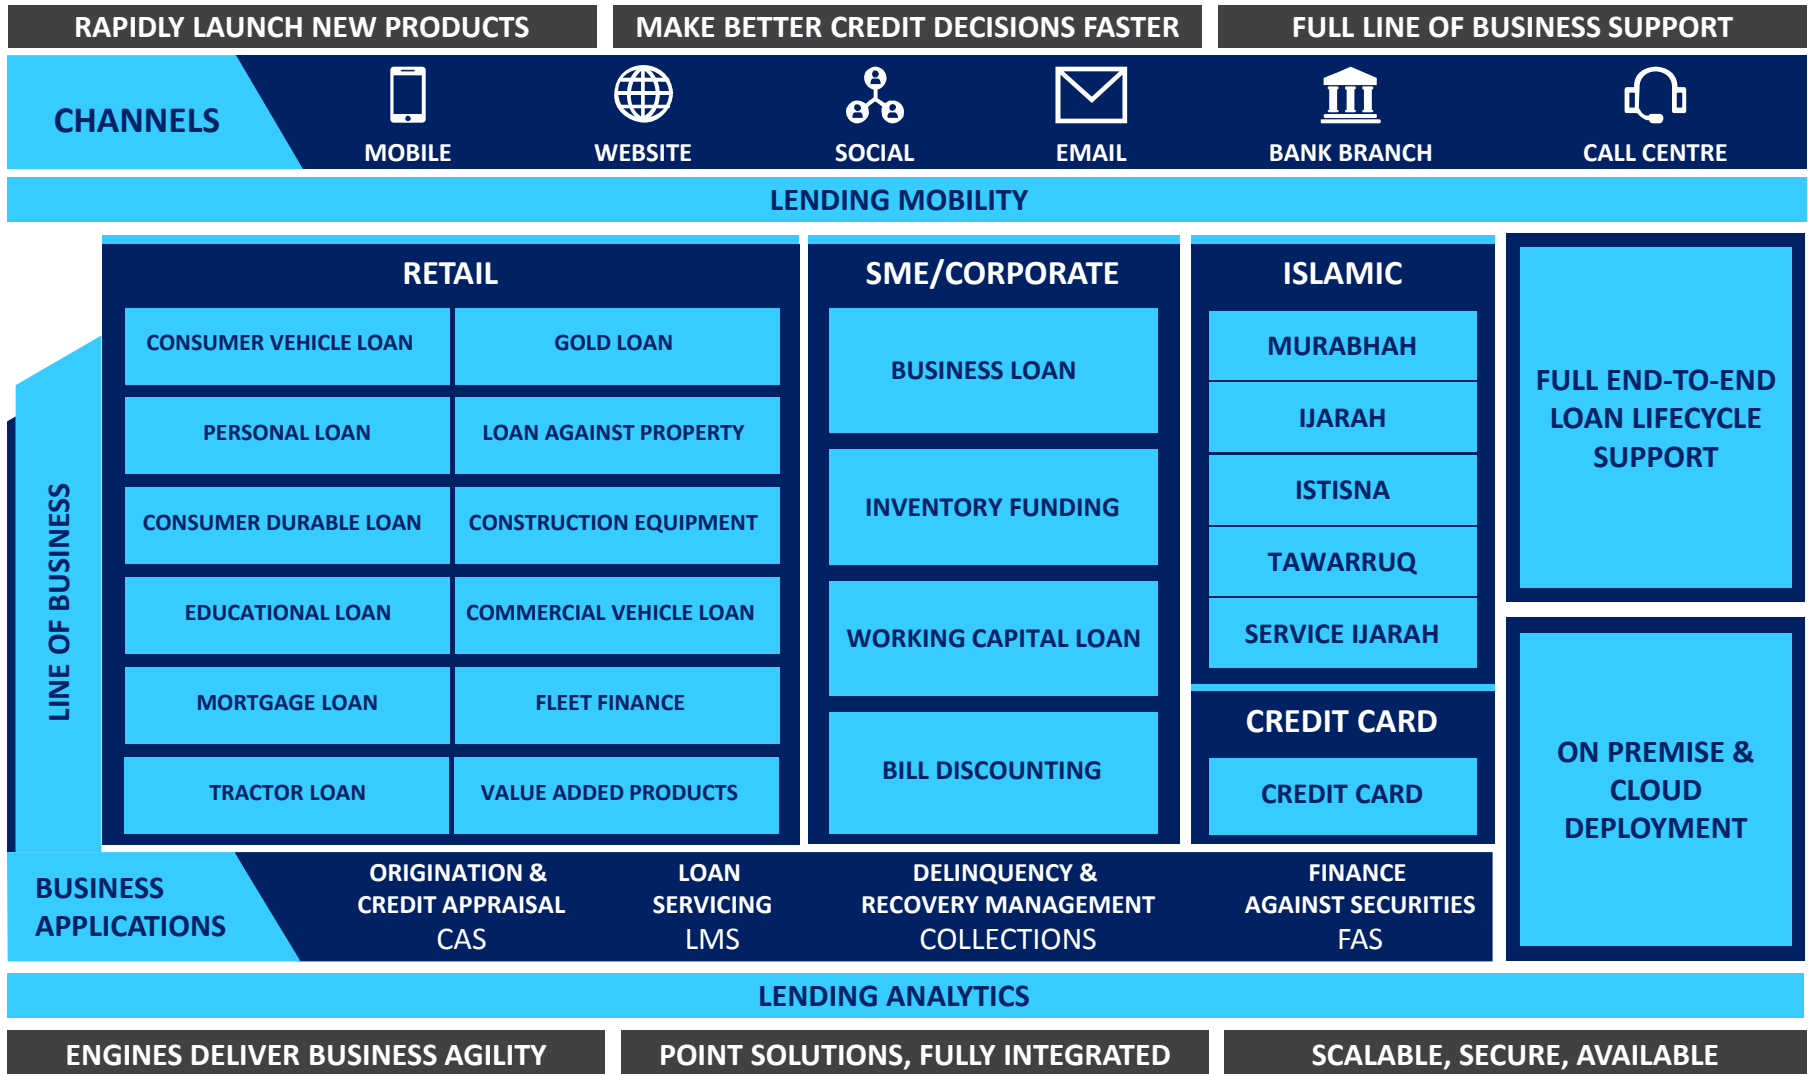 RAPIDLY LAUNCH NEW PRODUCTS
MAKE BETTER CREDIT DECISIONS FASTER
FULL LINE OF BUSINESS SUPPORT
CHANNELS
MOBILE
WEBSITE
SOCIAL
EMAIL
BANK BRANCH
CALL CENTRE
LENDING MOBILITY
LINE OF BUSINESS
RETAIL
CONSUMER VEHICLE LOAN
GOLD LOAN
PERSONAL LOAN
LOAN AGAINST PROPERTY
CONSUMER DURABLE LOAN
CONSTRUCTION EQUIPMENT
EDUCATIONAL LOAN
COMMERCIAL VEHICLE LOAN
MORTGAGE LOAN
FLEET FINANCE
TRACTOR LOAN
VALUE ADDED PRODUCTS
SME/CORPORATE
BUSINESS LOAN
INVENTORY FUNDING
WORKING CAPITAL LOAN
BILL DISCOUNTING
ISLAMIC
MURABHAH
IJARAH
ISTISNA
TAWARRUQ
SERVICE IJARAH
CREDIT CARD
CREDIT CARD
FULL END-TO-END
LOAN LIFECYCLE
SUPPORT
ON PREMISE &
CLOUD
DEPLOYMENT
BUSINESS
APPLICATIONS
ORIGINATION &
CREDIT APPRAISAL
CAS
LOAN
SERVICING
LMS
DELINQUENCY &
RECOVERY MANAGEMENT
COLLECTIONS
FINANCE
AGAINST SECURITIES
FAS
LENDING ANALYTICS
ENGINES DELIVER BUSINESS AGILITY
POINT SOLUTIONS, FULLY INTEGRATED
SCALABLE, SECURE, AVAILABLE